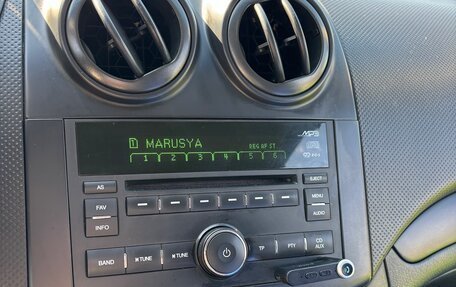 MP3
MARUSYA
REG AF ST
1 2 3 4 5 6
AS
EJECT
FAV
MENU
INFO
AUDIO
BAND
TUNE
TUNE
TP
PTY
CD
AUX